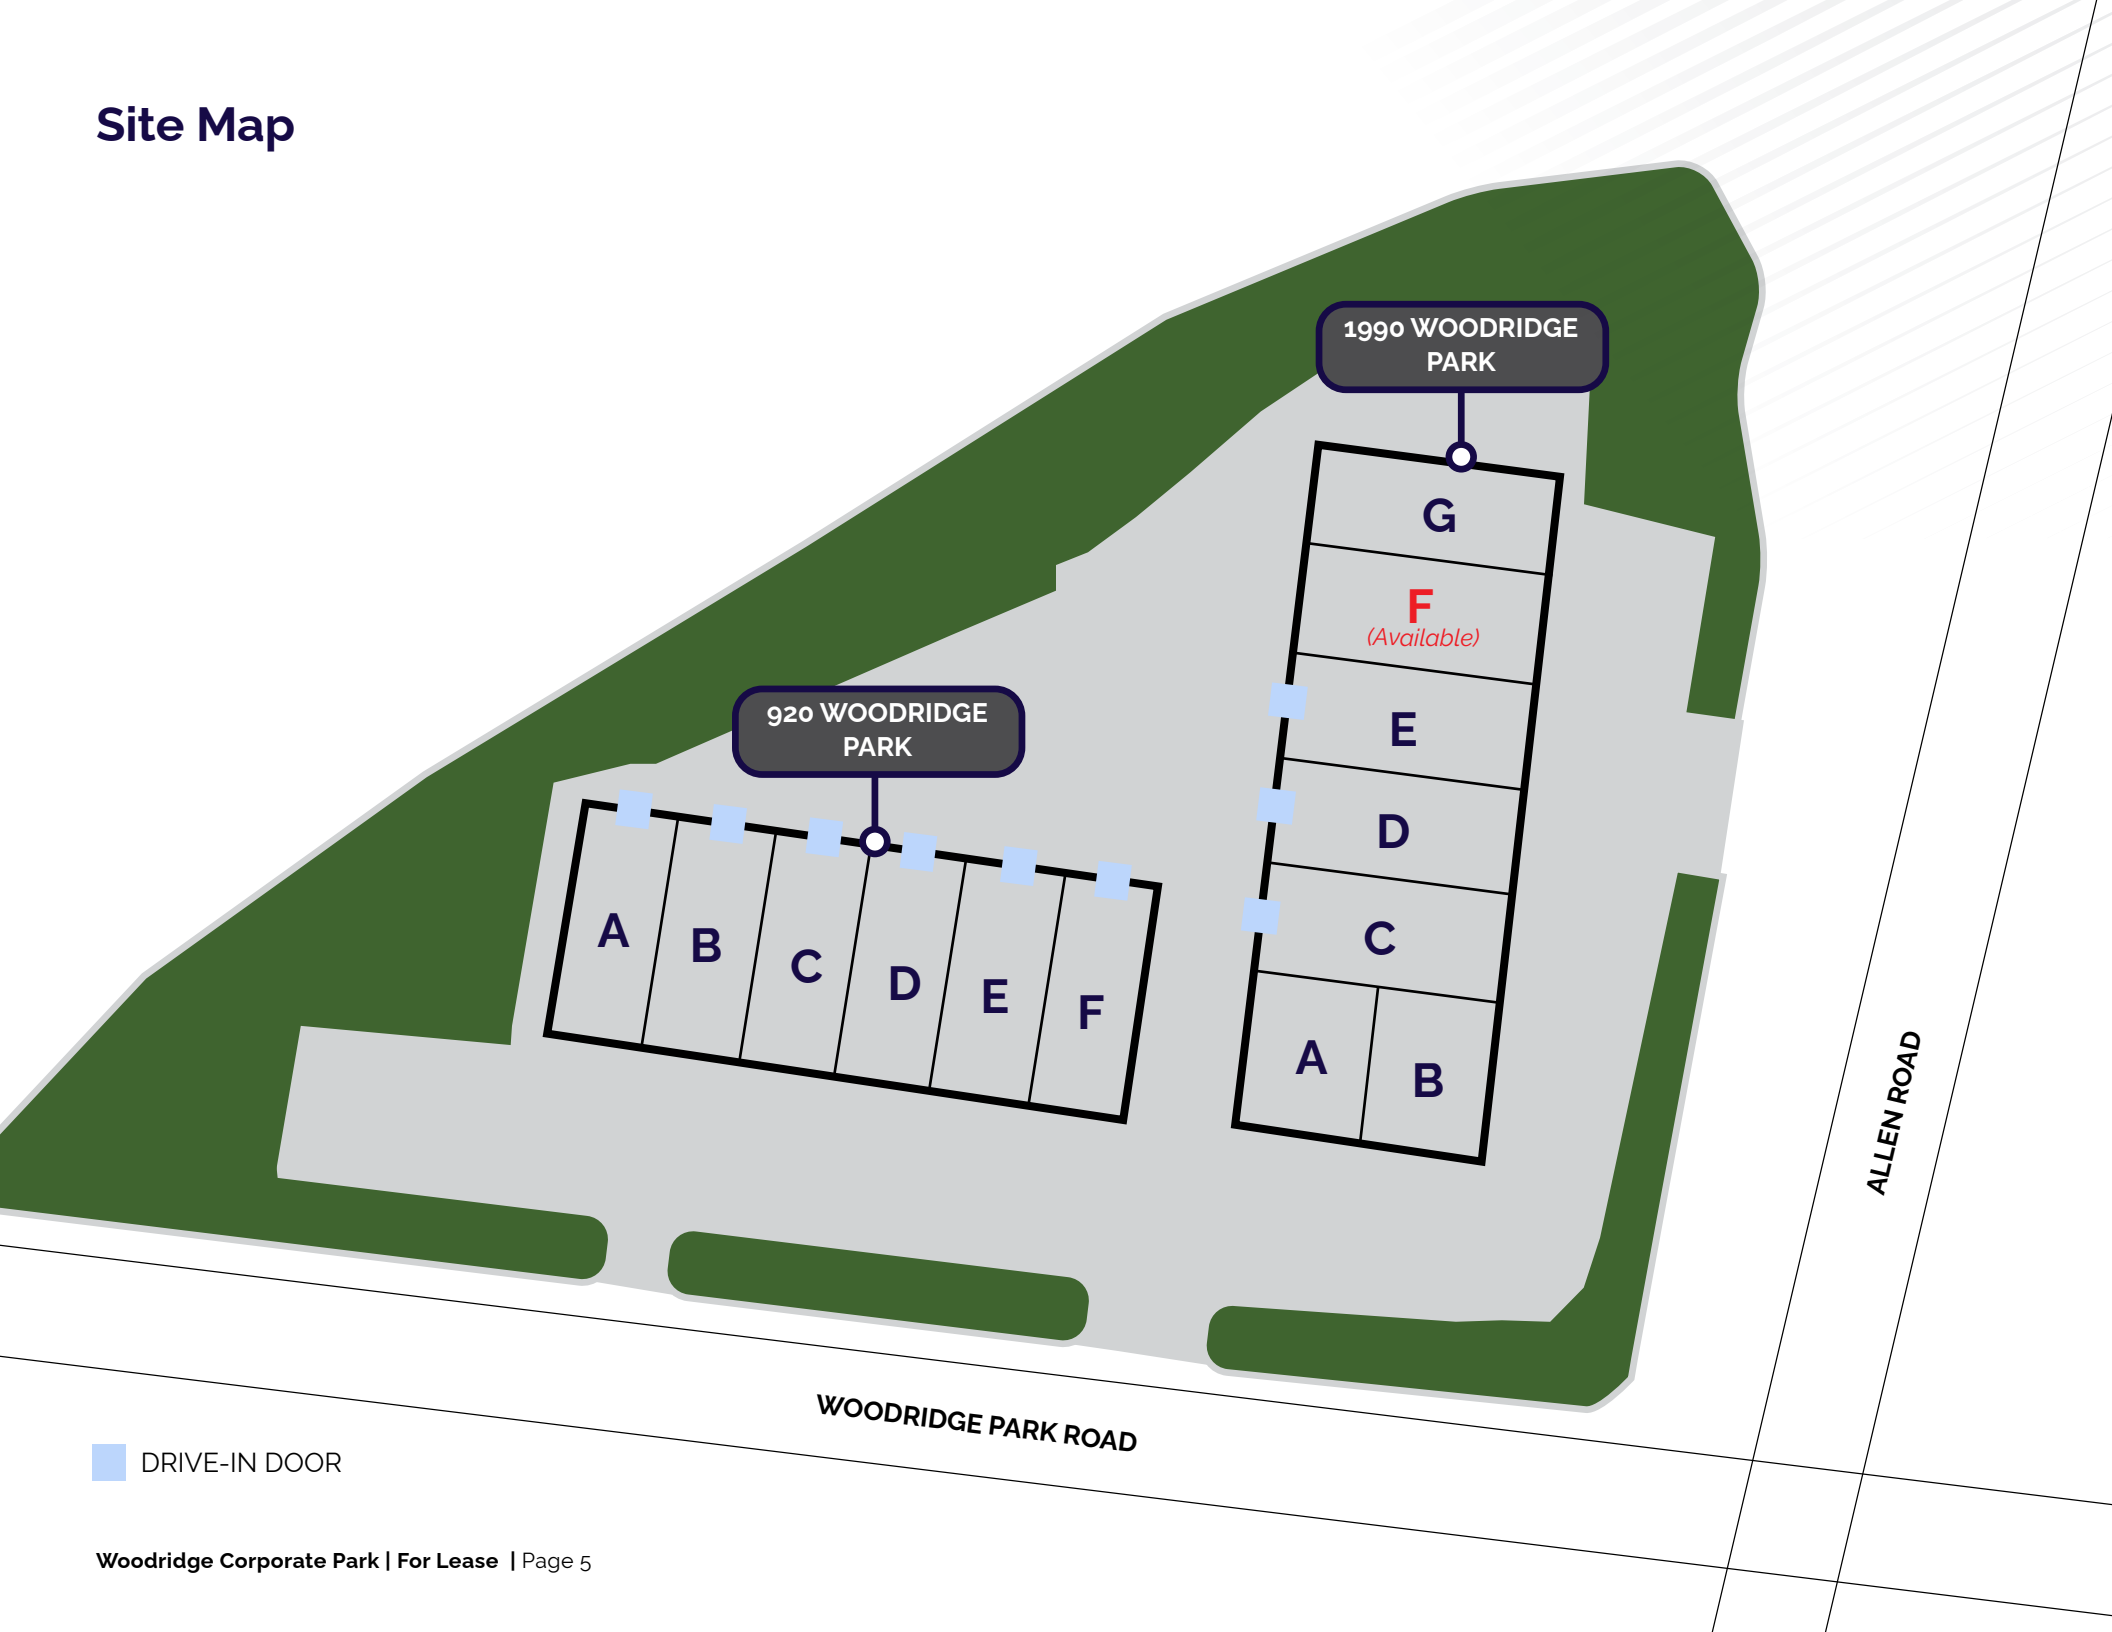 Site Map
1990 WOODRIDGE
PARK
G
F
(Available)
E
D
C
A
B
920 WOODRIDGE
PARK
A
B
C
D
E
F
ALLEN ROAD
WOODRIDGE PARK ROAD
DRIVE-IN DOOR
Woodridge Corporate Park | For Lease | Page 5